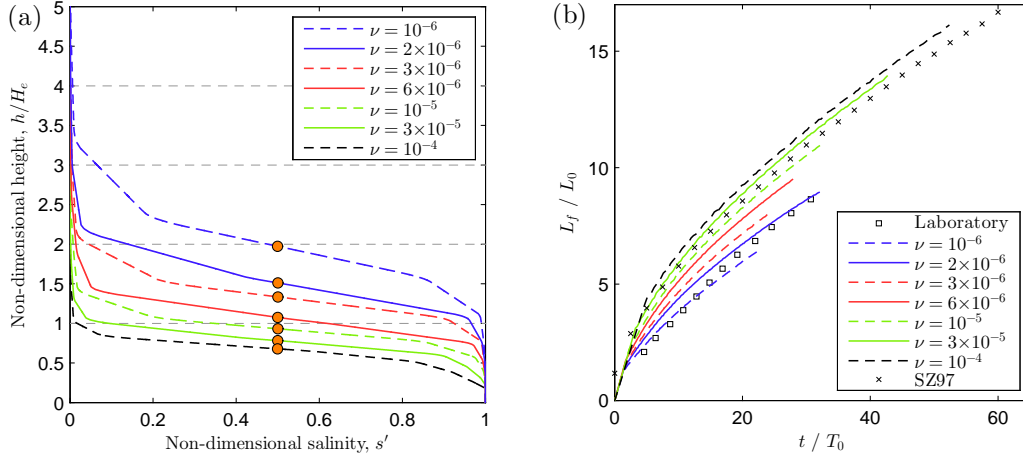 (a)
Non-dimensional height, h/H_e
5
4.5
4
3.5
3
2.5
2
1.5
1
0.5
0
0 0.2 0.4 0.6 0.8 1
Non-dimensional salinity, s′
ν = 10⁻⁶
ν = 2×10⁻⁶
ν = 3×10⁻⁶
ν = 6×10⁻⁶
ν = 10⁻⁵
ν = 3×10⁻⁵
ν = 10⁻⁴
(b)
L_f / L_0
15
10
5
0
0 20 40 60
t / T_0
Laboratory
ν = 10⁻⁶
ν = 2×10⁻⁶
ν = 3×10⁻⁶
ν = 6×10⁻⁶
ν = 10⁻⁵
ν = 3×10⁻⁵
ν = 10⁻⁴
SZ97